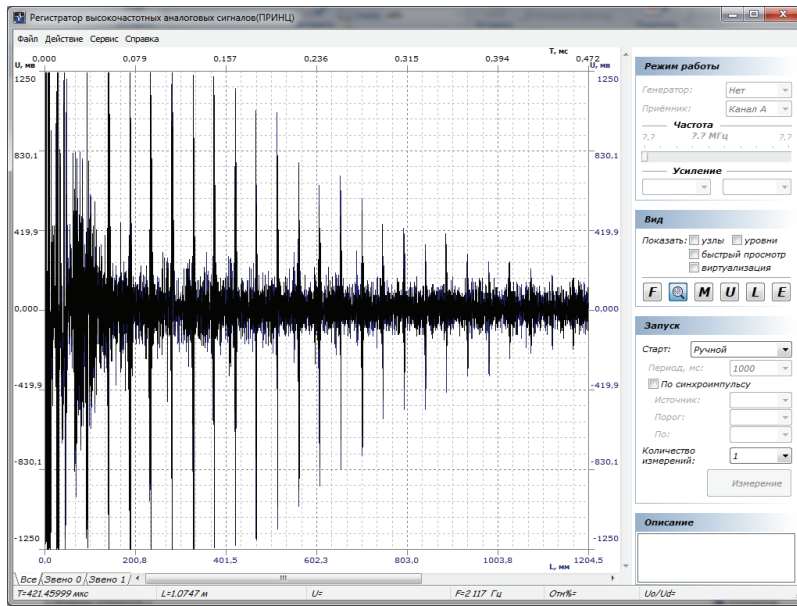 Регистратор высокочастотных аналоговых сигналов(ПРИНЦ)
Файл Действие Сервис Справка
T, мс
0,000 0,079 0,157 0,236 0,315 0,394 0,472
U, мв U, мв
1250 1250
830,1 830,1
419,9 419,9
0,000 0,000
-419,9 -419,9
-830,1 -830,1
-1250 -1250
0,0 200,8 401,5 602,3 803,0 1003,8 1204,5
L, мм
Все Звено 0 Звено 1
T=421.45999 мкс L=1.0747 м U= F=2 117 Гц Отн%= Uo/Ud=
Режим работы
Генератор: Нет
Приёмник: Канал A
Частота
?.? ?.? МГц ?.?
Усиление
Вид
Показать: узлы уровни
быстрый просмотр
виртуализация
F M U L E
Запуск
Старт: Ручной
Период, мс: 1000
По синхроимпульсу
Источник:
Порог:
По:
Количество
измерений: 1
Измерение
Описание